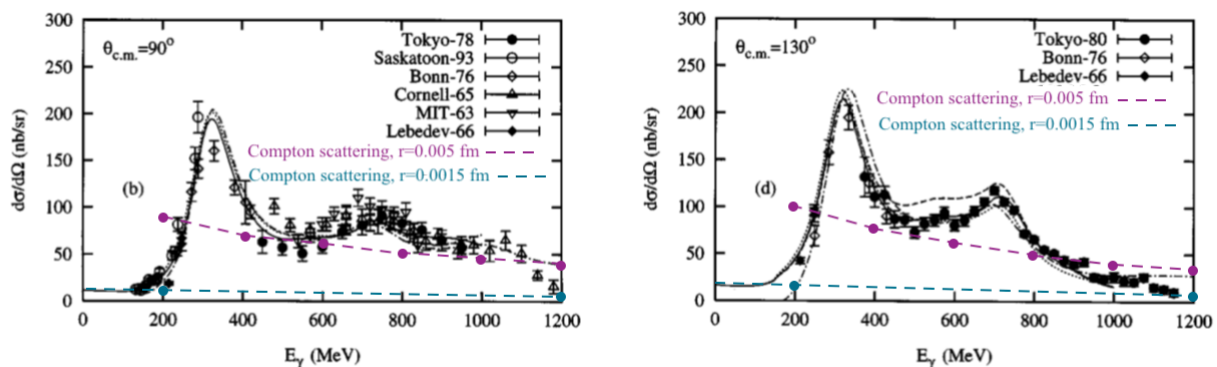 300
250
200
150
100
50
0
dσ/dΩ (nb/sr)
θc.m.=90°
Tokyo-78
Saskatoon-93
Bonn-76
Cornell-65
MIT-63
Lebedev-66
Compton scattering, r=0.005 fm
Compton scattering, r=0.0015 fm
(b)
0 200 400 600 800 1000 1200
Eγ (MeV)
300
250
200
150
100
50
0
dσ/dΩ (nb/sr)
θc.m.=130°
Tokyo-80
Bonn-76
Lebedev-66
Compton scattering, r=0.005 fm
Compton scattering, r=0.0015 fm
(d)
0 200 400 600 800 1000 1200
Eγ (MeV)